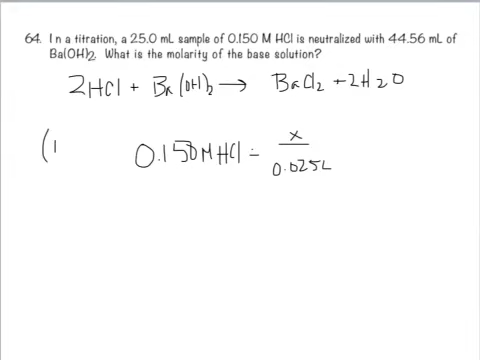 64. In a titration, a 25.0 mL sample of 0.150 M HCl is neutralized with 44.56 mL of
Ba(OH)2. What is the molarity of the base solution?
2HCl + Ba(OH)2 → BaCl2 + 2H2O
(1 0.150 M HCl = x
0.025L